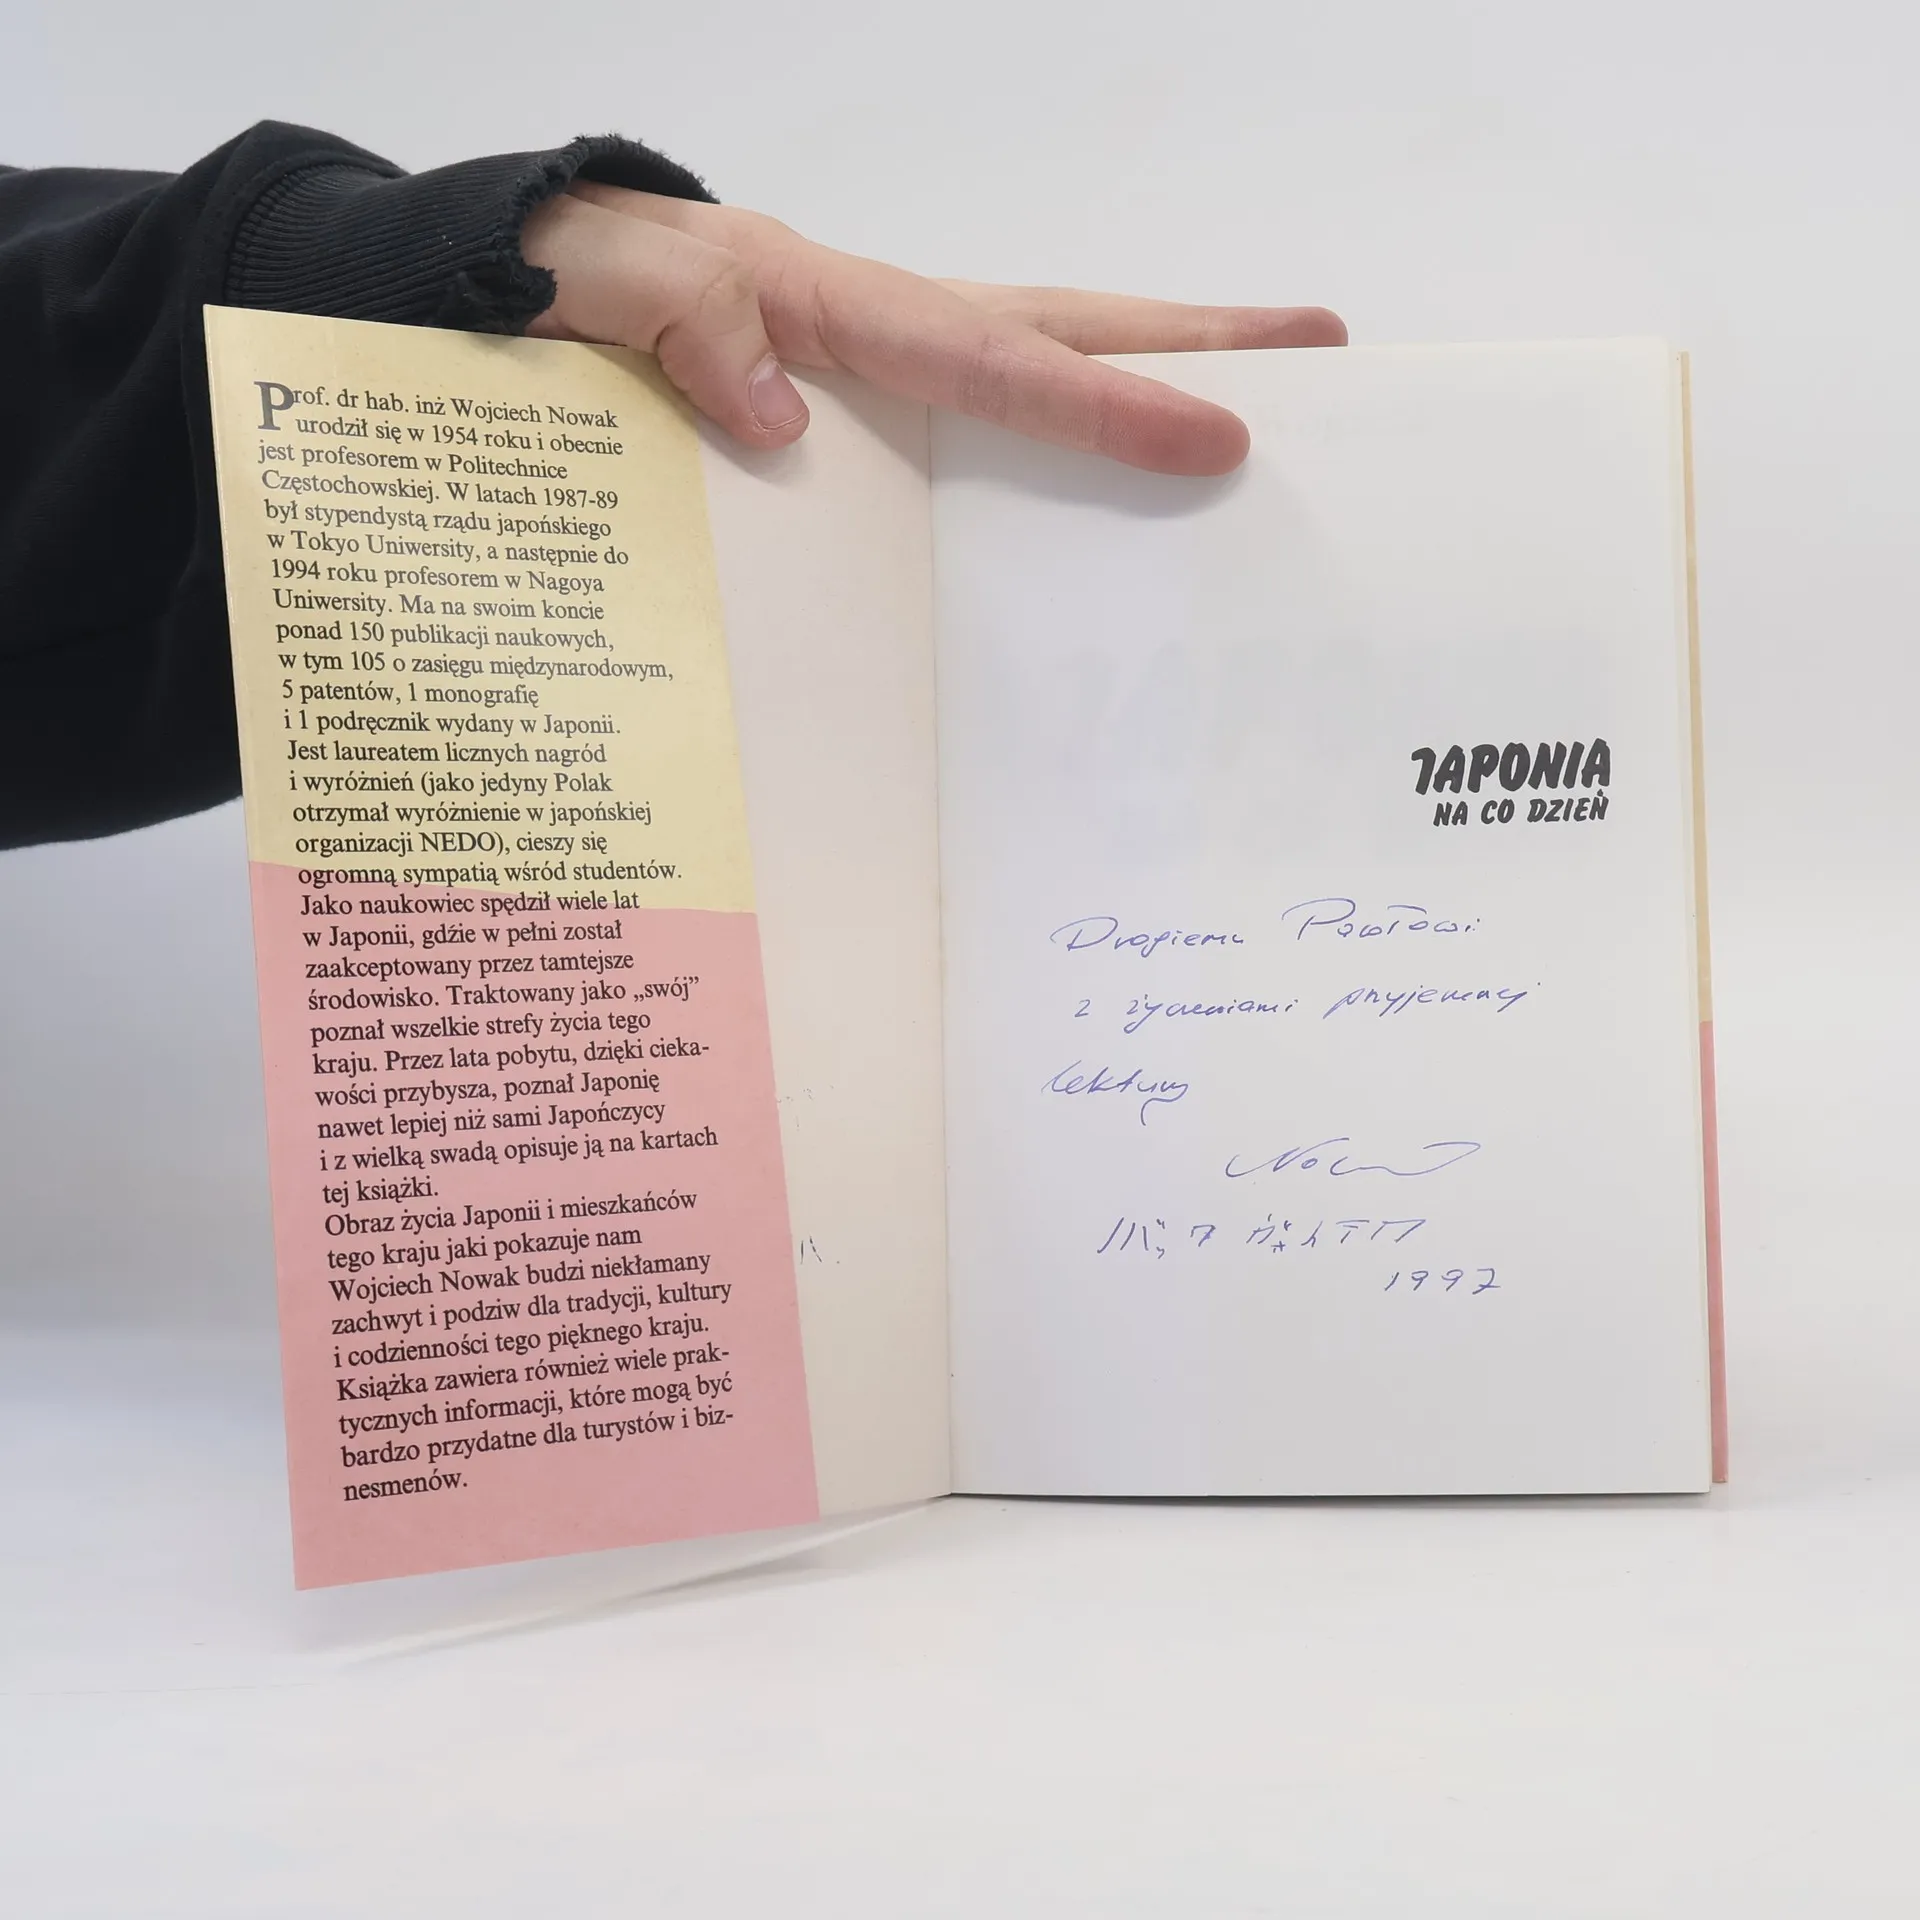 Prof. dr hab. inż Wojciech Nowak
urodził się w 1954 roku i obecnie
jest profesorem w Politechnice
Częstochowskiej. W latach 1987-89
był stypendystą rządu japońskiego
w Tokyo Uniwersity, a następnie do
1994 roku profesorem w Nagoya
Uniwersity. Ma na swoim koncie
ponad 150 publikacji naukowych,
w tym 105 o zasięgu międzynarodowym,
5 patentów, 1 monografię
i 1 podręcznik wydany w Japonii.
Jest laureatem licznych nagród
i wyróżnień (jako jedyny Polak
otrzymał wyróżnienie w japońskiej
organizacji NEDO), cieszy się
ogromną sympatią wśród studentów.
Jako naukowiec spędził wiele lat
w Japonii, gdzie w pełni został
zaakceptowany przez tamtejsze
środowisko. Traktowany jako „swój”
poznał wszelkie strefy życia tego
kraju. Przez lata pobytu, dzięki cieka-
wości przybysza, poznał Japonię
nawet lepiej niż sami Japończycy
i z wielką swadą opisuje ją na kartach
tej książki.
Obraz życia Japonii i mieszkańców
tego kraju jaki pokazuje nam
Wojciech Nowak budzi niekłamany
zachwyt i podziw dla tradycji, kultury
i codzienności tego pięknego kraju.
Książka zawiera również wiele prak-
tycznych informacji, które mogą być
bardzo przydatne dla turystów i biz-
nesmenów.
JAPONIA
NA CO DZIEŃ
Drogiemu Pawłowi
z życzeniami przyjemnej
lektury
Nowak
1997